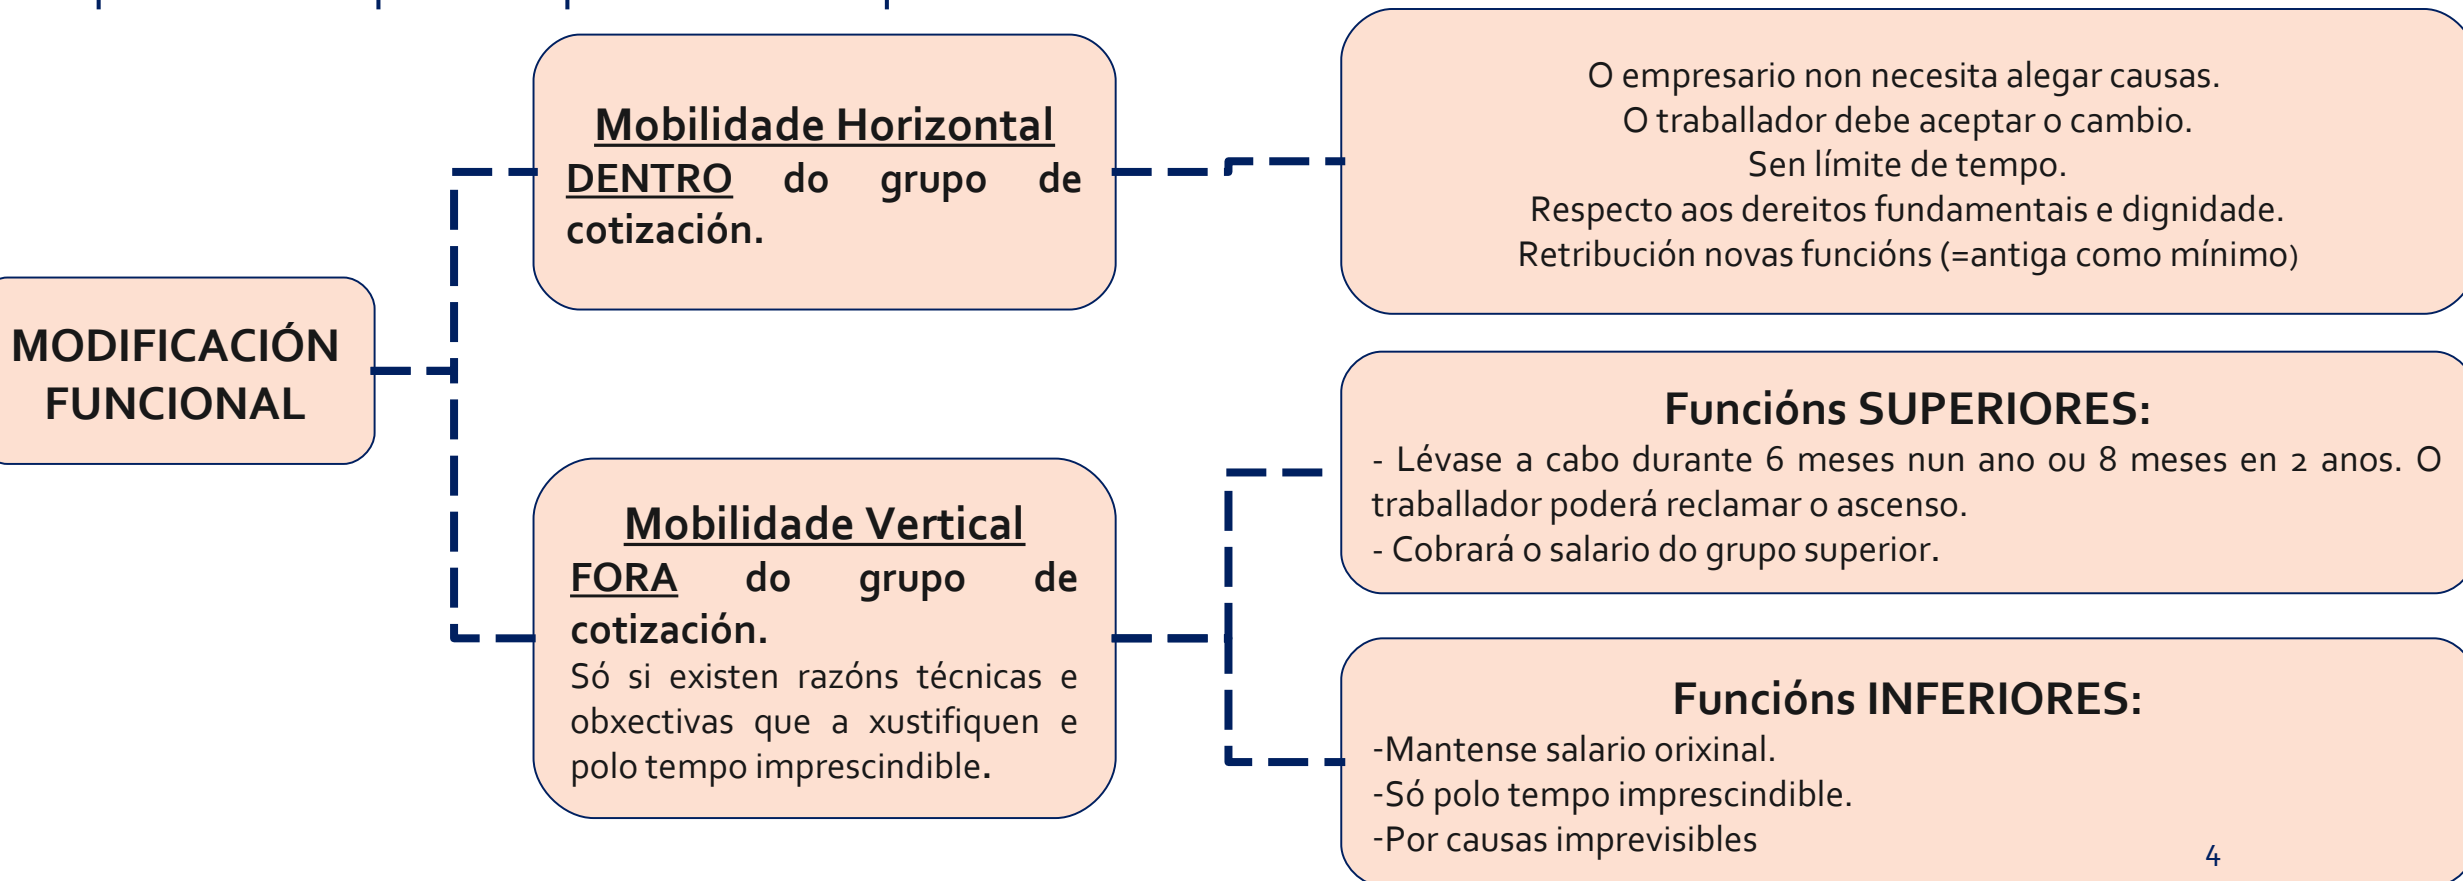 MODIFICACIÓN
FUNCIONAL
Mobilidade Horizontal
DENTRO do grupo de
cotización.
O empresario non necesita alegar causas.
O traballador debe aceptar o cambio.
Sen límite de tempo.
Respecto aos dereitos fundamentais e dignidade.
Retribución novas funcións (=antiga como mínimo)
Mobilidade Vertical
FORA do grupo de
cotización.
Só si existen razóns técnicas e
obxectivas que a xustifiquen e
polo tempo imprescindible.
Funcións SUPERIORES:
- Lévase a cabo durante 6 meses nun ano ou 8 meses en 2 anos. O
traballador poderá reclamar o ascenso.
- Cobrará o salario do grupo superior.
Funcións INFERIORES:
-Mantense salario orixinal.
-Só polo tempo imprescindible.
-Por causas imprevisibles
4